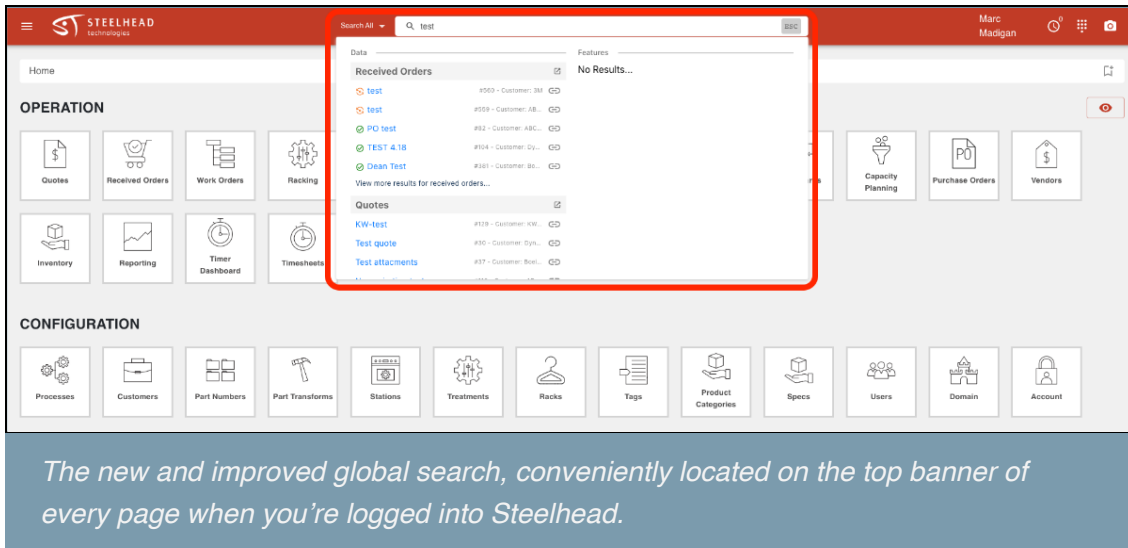 STEELHEAD
technologies
Search All
test
ESC
Marc
Madigan
0
Home
Data
Features
Received Orders
No Results...
test
#560 - Customer: 3M
test
#559 - Customer: AB...
PO test
#82 - Customer: ABC...
TEST 4.18
#104 - Customer: Dy...
Dean Test
#381 - Customer: Bo...
View more results for received orders...
Quotes
KW-test
#129 - Customer: KW...
Test quote
#30 - Customer: Dyn...
Test attacments
#37 - Customer: Boei...
OPERATION
Quotes
Received Orders
Work Orders
Racking
Capacity
Planning
PO
Purchase Orders
Vendors
Inventory
Reporting
Timer
Dashboard
Timesheets
CONFIGURATION
Processes
Customers
Part Numbers
Part Transforms
Stations
Treatments
Racks
Tags
Product
Categories
Specs
Users
Domain
Account
The new and improved global search, conveniently located on the top banner of
every page when you're logged into Steelhead.